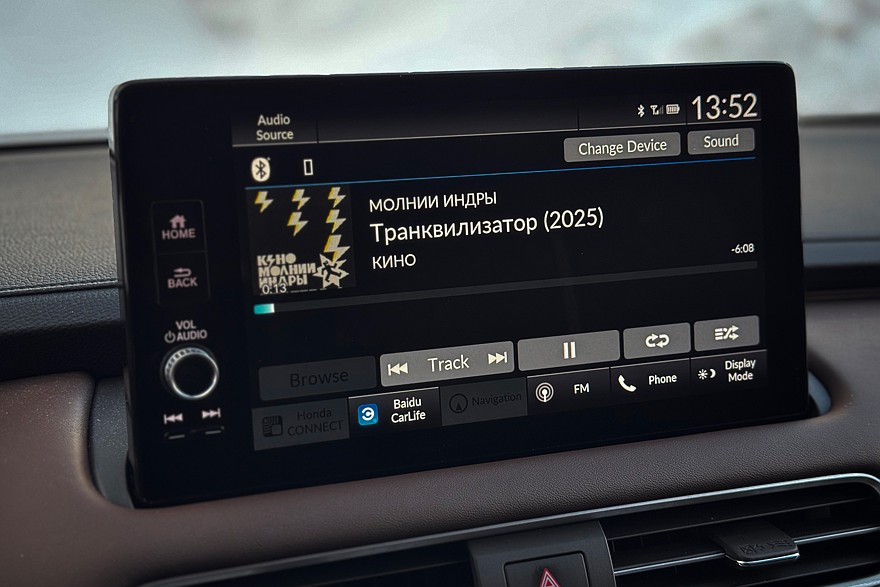 Audio
Source
13:52
Change Device
Sound
HOME
BACK
VOL
AUDIO
МОЛНИИ ИНДРЫ
Транквилизатор (2025)
КИНО
КИНО
МОЛНИИ
ИНДРЫ
0:13
-6:08
Browse
Track
Honda
CONNECT
Baidu
CarLife
Navigation
FM
Phone
Display
Mode